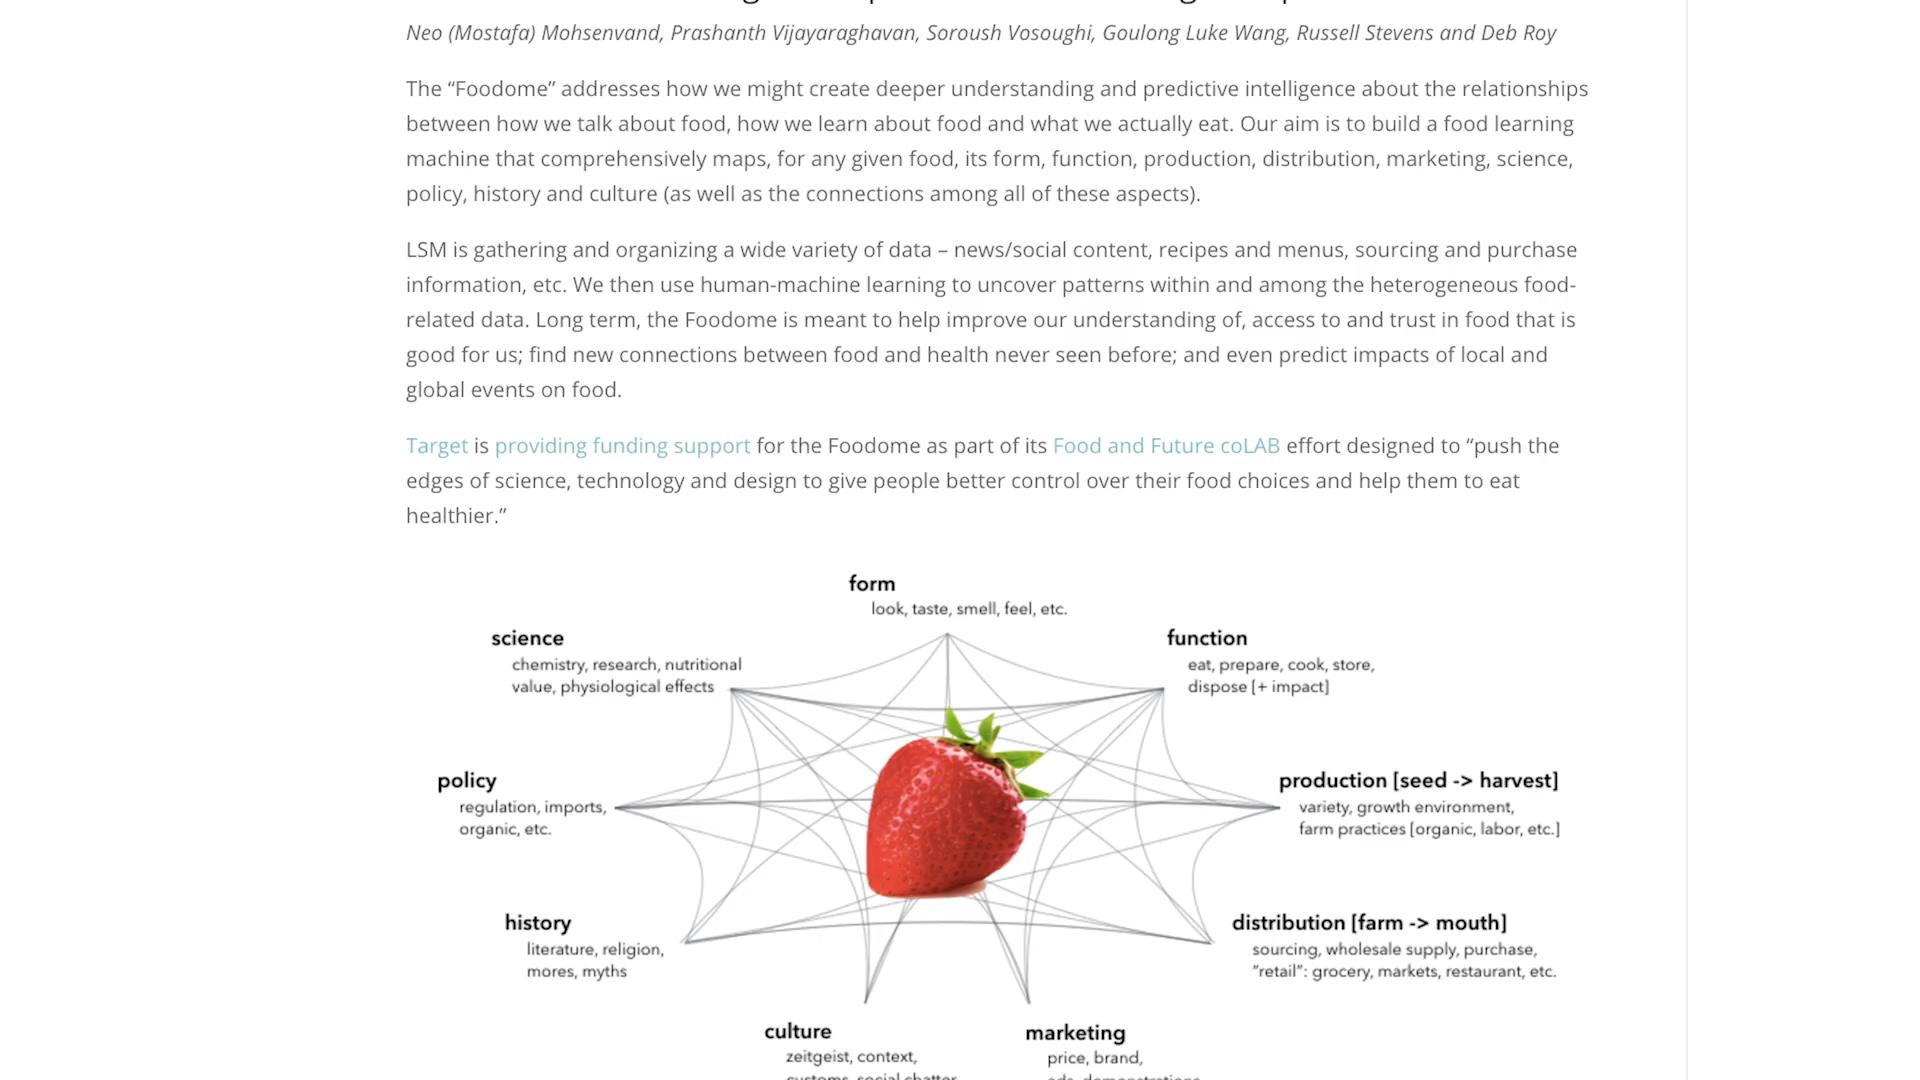 Neo (Mostafa) Mohsenvand, Prashanth Vijayaraghavan, Soroush Vosoughi, Goulong Luke Wang, Russell Stevens and Deb Roy
The “Foodome” addresses how we might create deeper understanding and predictive intelligence about the relationships
between how we talk about food, how we learn about food and what we actually eat. Our aim is to build a food learning
machine that comprehensively maps, for any given food, its form, function, production, distribution, marketing, science,
policy, history and culture (as well as the connections among all of these aspects).
LSM is gathering and organizing a wide variety of data – news/social content, recipes and menus, sourcing and purchase
information, etc. We then use human-machine learning to uncover patterns within and among the heterogeneous food-
related data. Long term, the Foodome is meant to help improve our understanding of, access to and trust in food that is
good for us; find new connections between food and health never seen before; and even predict impacts of local and
global events on food.
Target is providing funding support for the Foodome as part of its Food and Future coLAB effort designed to “push the
edges of science, technology and design to give people better control over their food choices and help them to eat
healthier.”
form
look, taste, smell, feel, etc.
science
chemistry, research, nutritional
value, physiological effects
function
eat, prepare, cook, store,
dispose [+ impact]
policy
regulation, imports,
organic, etc.
production [seed -> harvest]
variety, growth environment,
farm practices [organic, labor, etc.]
history
literature, religion,
mores, myths
distribution [farm -> mouth]
sourcing, wholesale supply, purchase,
"retail": grocery, markets, restaurant, etc.
culture
zeitgeist, context,
customs, social chatter
marketing
price, brand,
ads, demonstrations